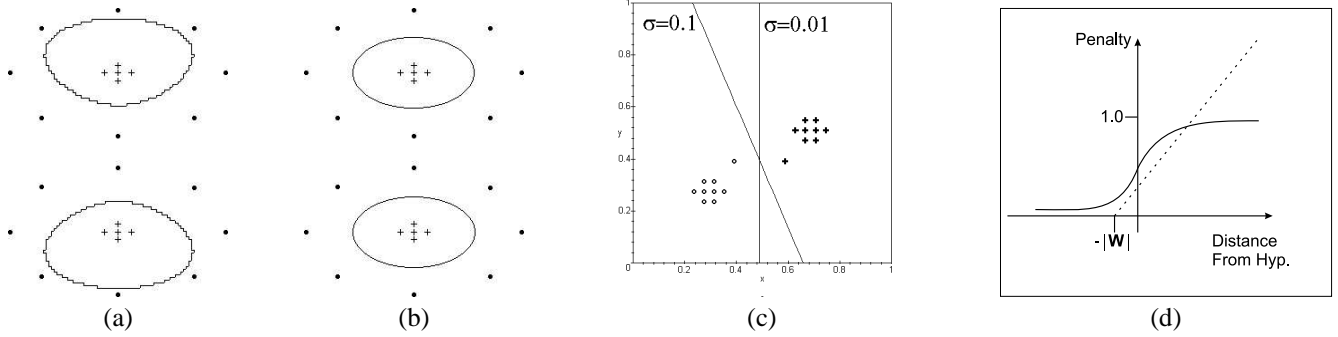 σ=0.1
σ=0.01
1
0.8
0.6
y
0.4
0.2
0
0.2
0.4
0.6
0.8
1
x
Penalty
1.0
- |W|
Distance
From Hyp.
(a)
(b)
(c)
(d)